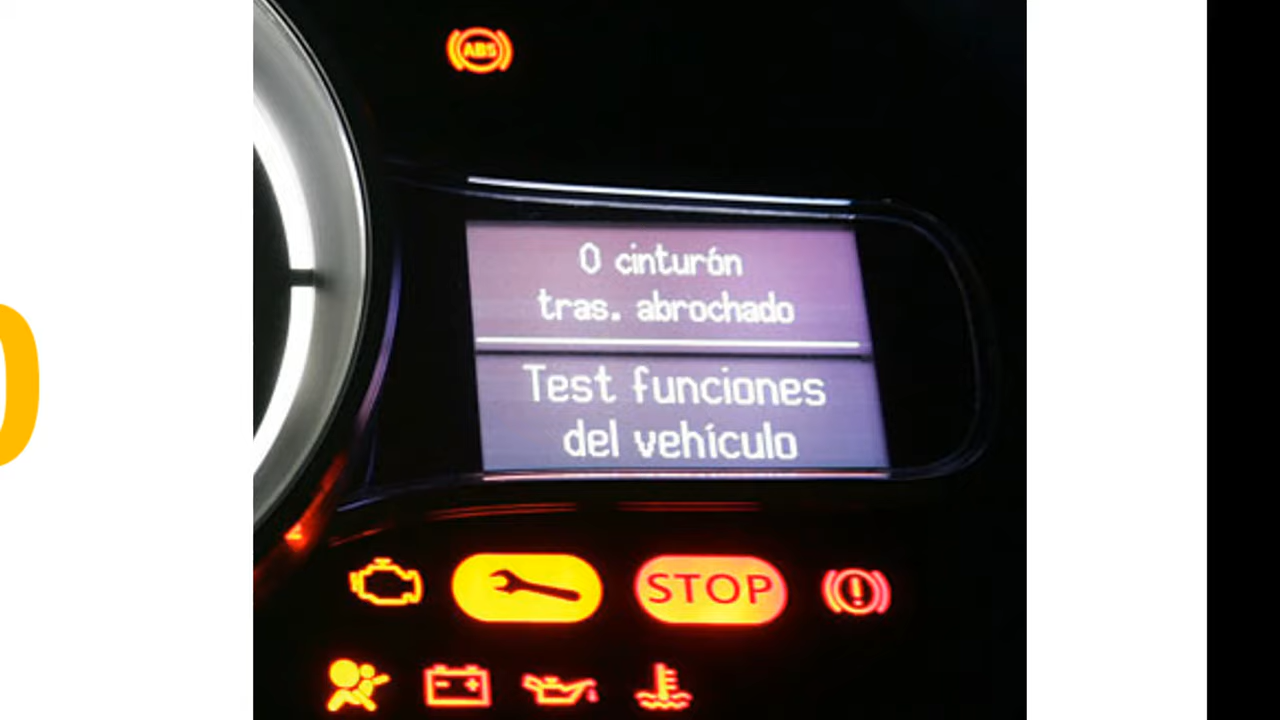 ABS
0 cinturón
tras. abrochado
Test funciones
del vehículo
STOP